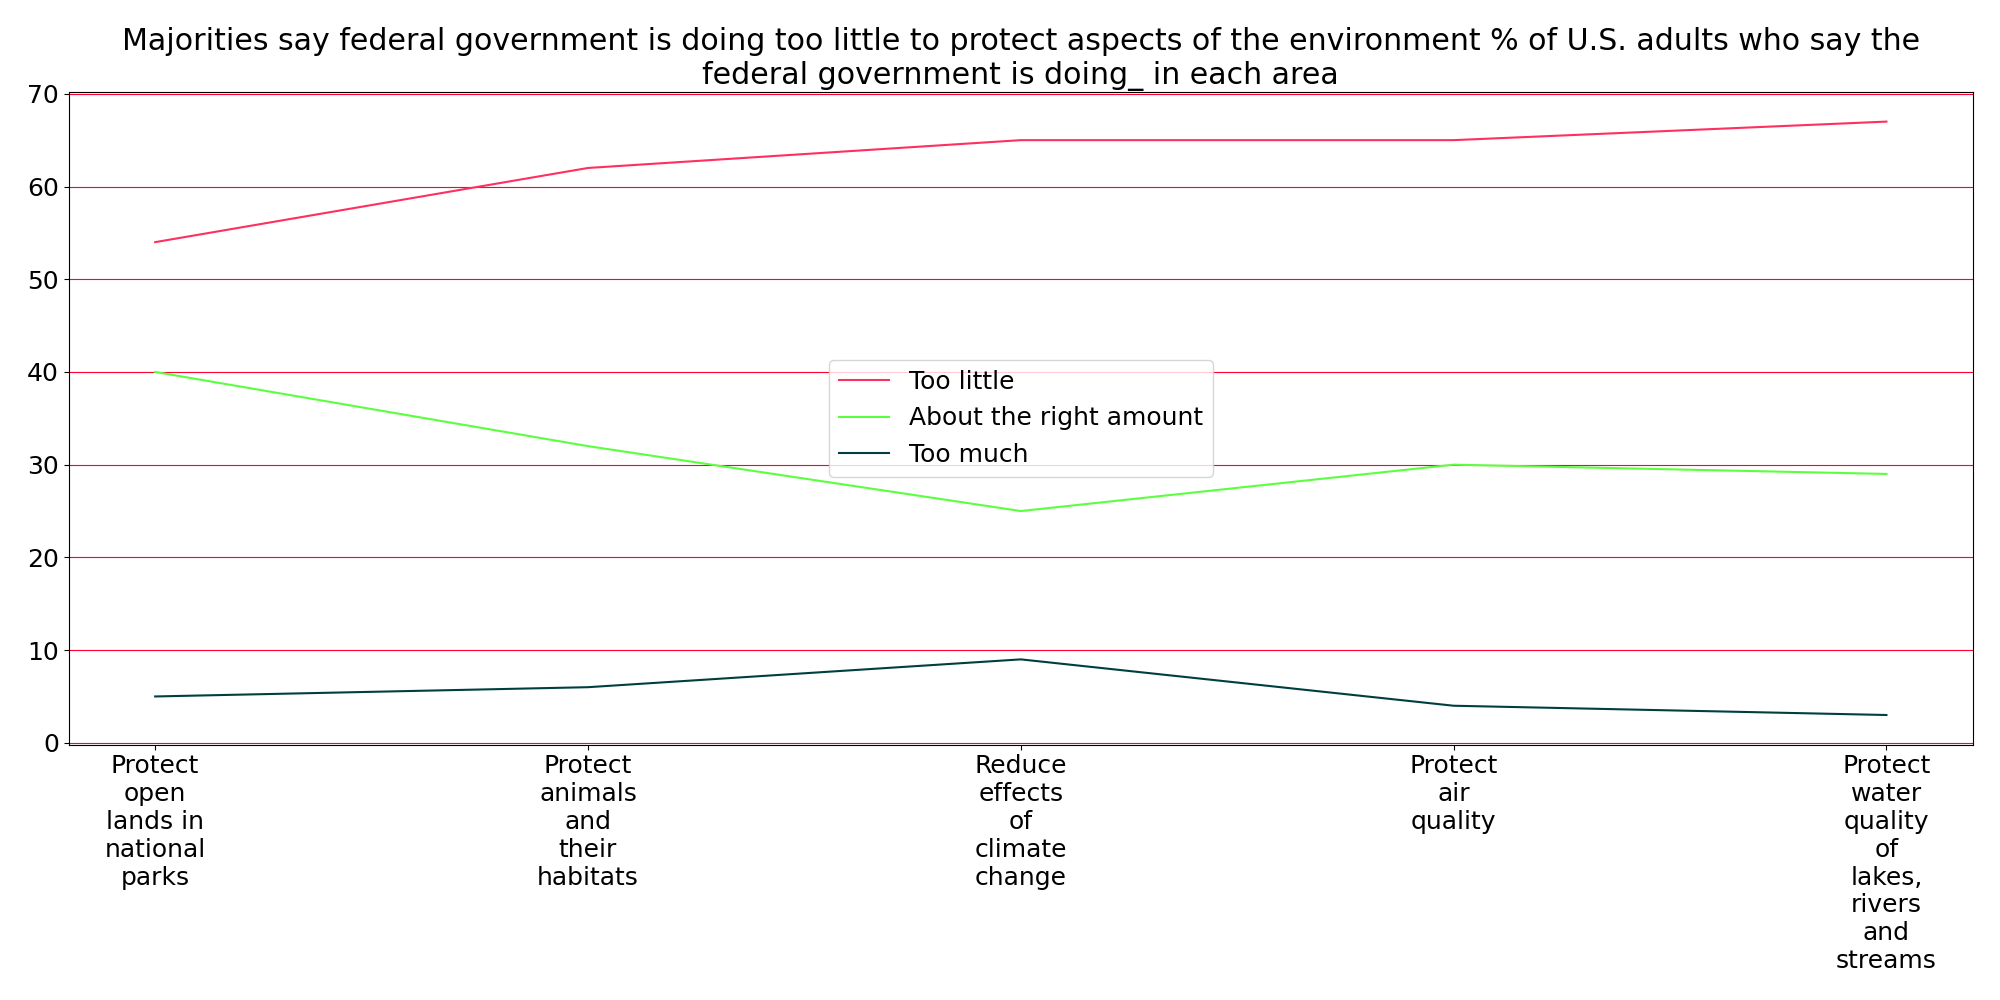 Majorities say federal government is doing too little to protect aspects of the environment % of U.S. adults who say the
federal government is doing_ in each area
70
60
50
40
30
20
10
0
Too little
About the right amount
Too much
Protect
open
lands in
national
parks
Protect
animals
and
their
habitats
Reduce
effects
of
climate
change
Protect
air
quality
Protect
water
quality
of
lakes,
rivers
and
streams